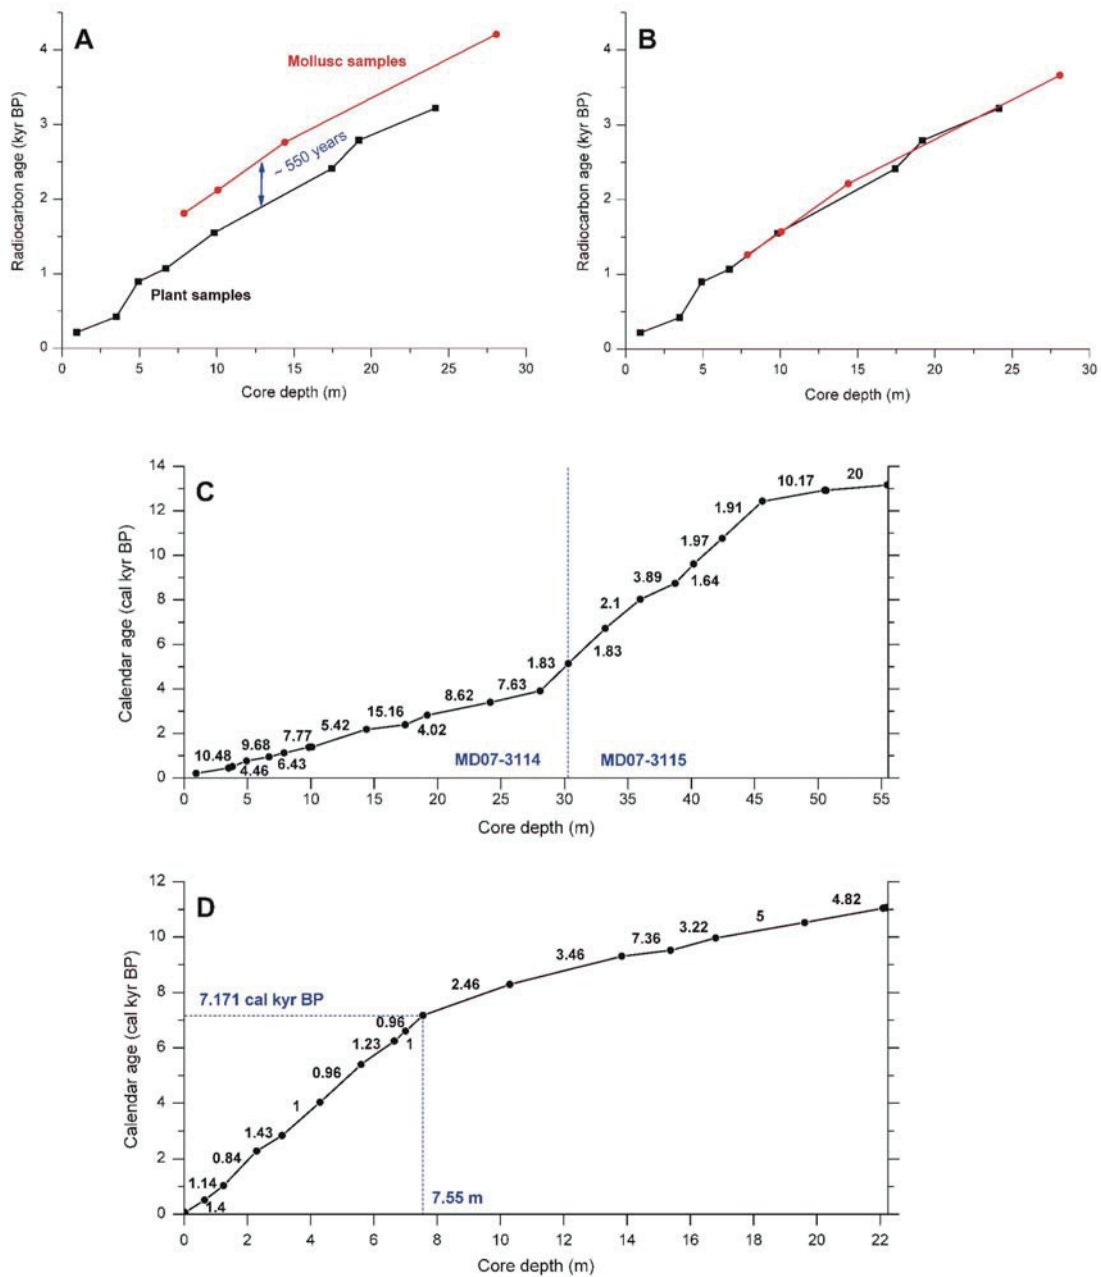 A
Mollusc samples
~ 550 years
Plant samples
Radiocarbon age (kyr BP)
4
3
2
1
0
0 5 10 15 20 25 30
Core depth (m)
B
Radiocarbon age (kyr BP)
4
3
2
1
0
0 5 10 15 20 25 30
Core depth (m)
C
Calendar age (cal kyr BP)
14
12
10
8
6
4
2
0
10.48 9.68 7.77 5.42 15.16 8.62 7.63 1.83 2.1 3.89 1.97 1.91 10.17 20
4.46 6.43 4.02 1.83 1.64
MD07-3114 MD07-3115
0 5 10 15 20 25 30 35 40 45 50 55
Core depth (m)
D
Calendar age (cal kyr BP)
12
10
8
6
4
2
0
7.171 cal kyr BP
1.14 0.84 1.43 0.96 1.23 0.96 2.46 3.46 7.36 3.22 5 4.82
1.4 1 1
7.55 m
0 2 4 6 8 10 12 14 16 18 20 22
Core depth (m)